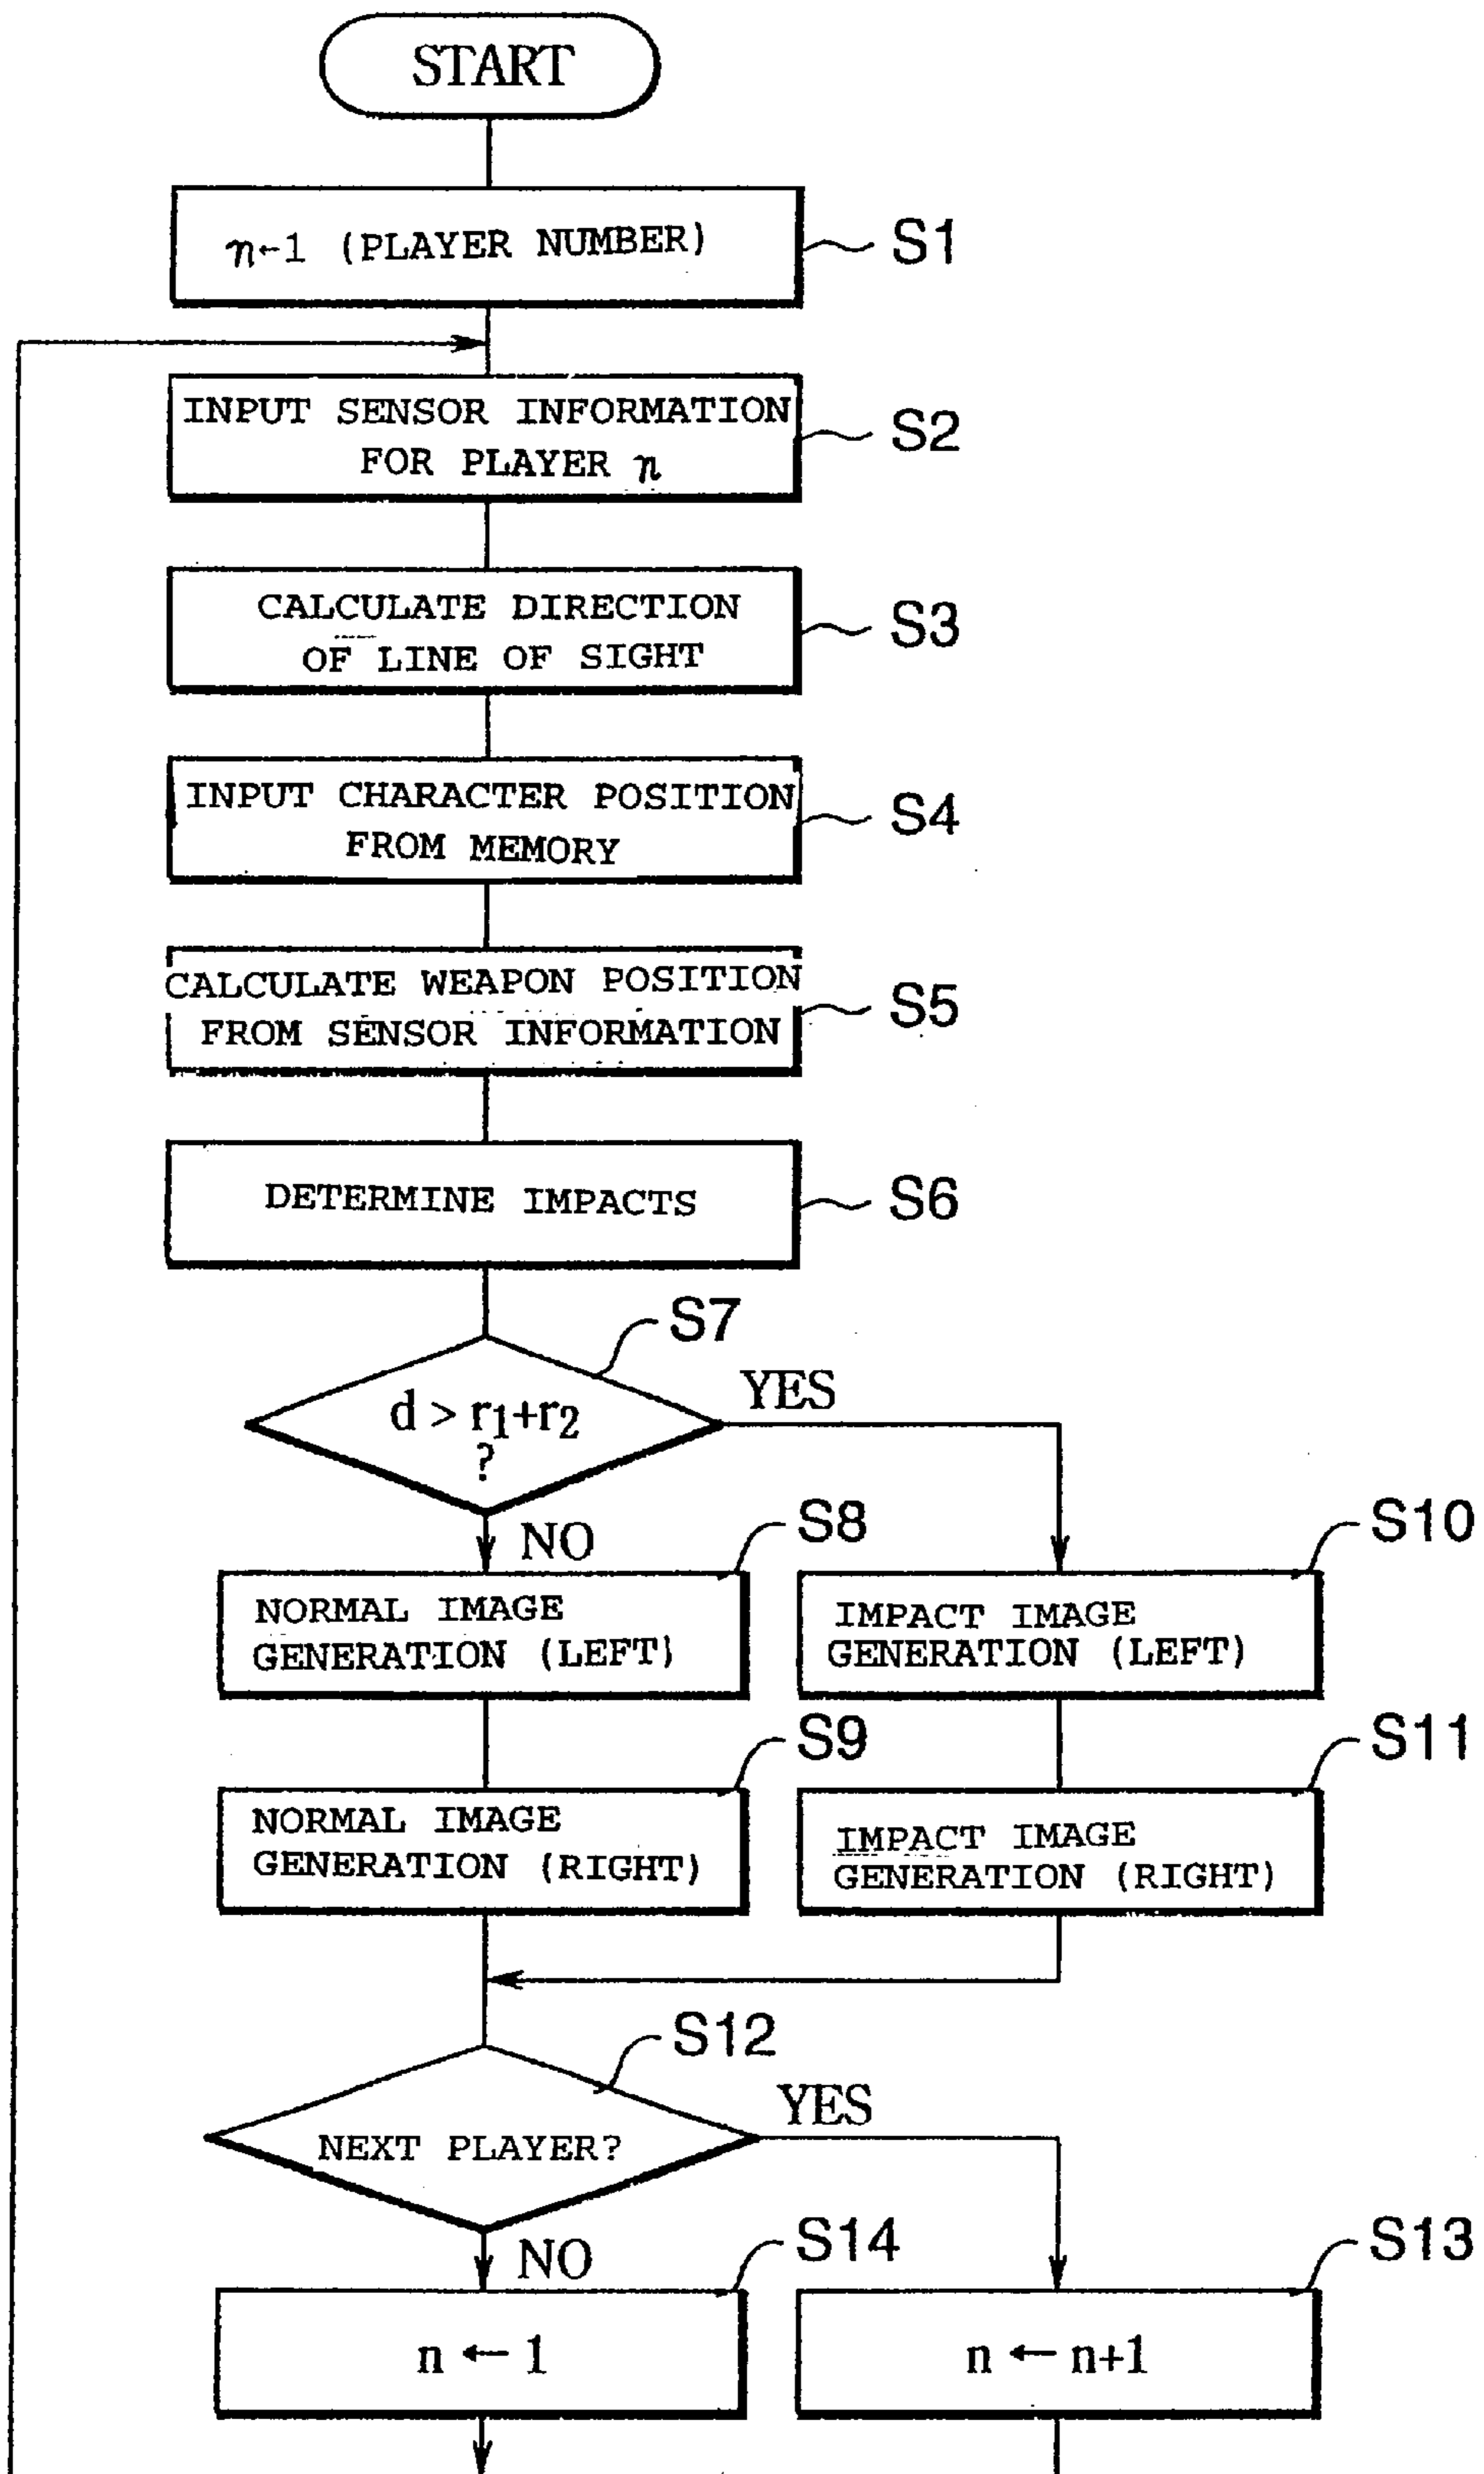 START
n←1 (PLAYER NUMBER)
S1
INPUT SENSOR INFORMATION
FOR PLAYER n
S2
CALCULATE DIRECTION
OF LINE OF SIGHT
S3
INPUT CHARACTER POSITION
FROM MEMORY
S4
CALCULATE WEAPON POSITION
FROM SENSOR INFORMATION
S5
DETERMINE IMPACTS
S6
S7
d > r1+r2
?
YES
NO
S8
NORMAL IMAGE
GENERATION (LEFT)
S10
IMPACT IMAGE
GENERATION (LEFT)
S9
NORMAL IMAGE
GENERATION (RIGHT)
S11
IMPACT IMAGE
GENERATION (RIGHT)
S12
NEXT PLAYER?
YES
NO
S14
n ← 1
S13
n ← n+1